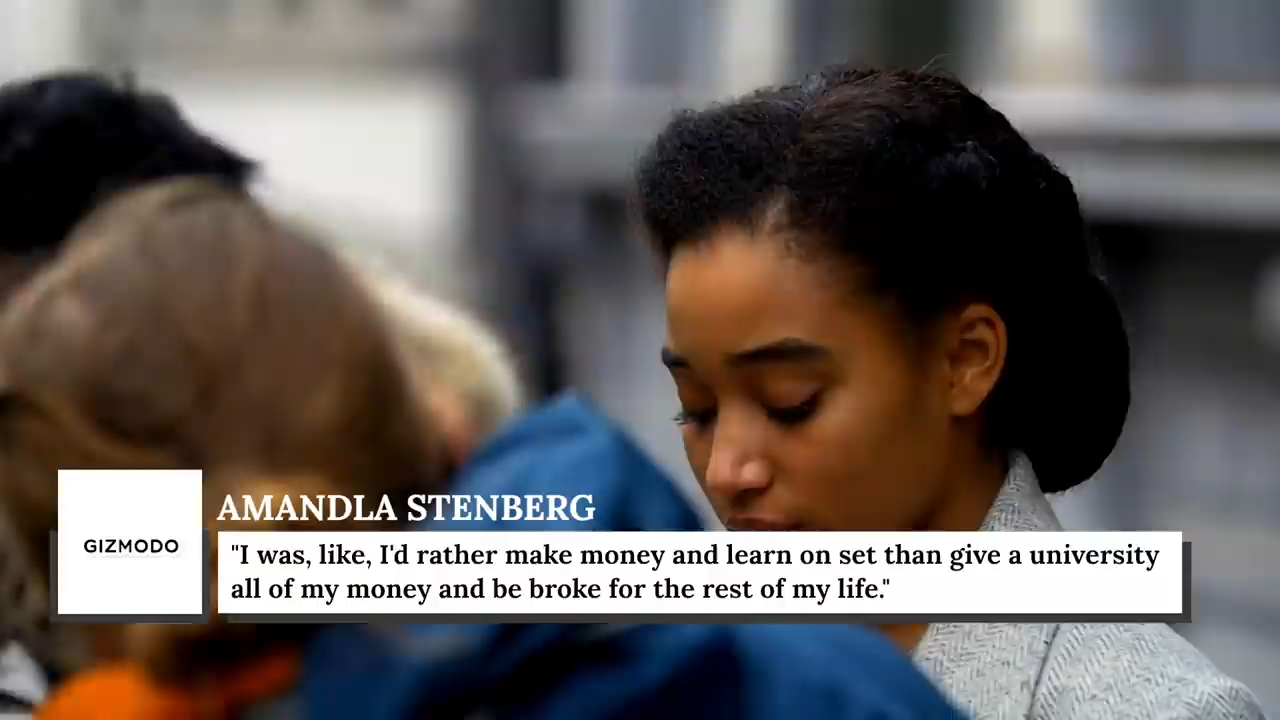 AMANDLA STENBERG
GIZMODO
"I was, like, I'd rather make money and learn on set than give a university
all of my money and be broke for the rest of my life."